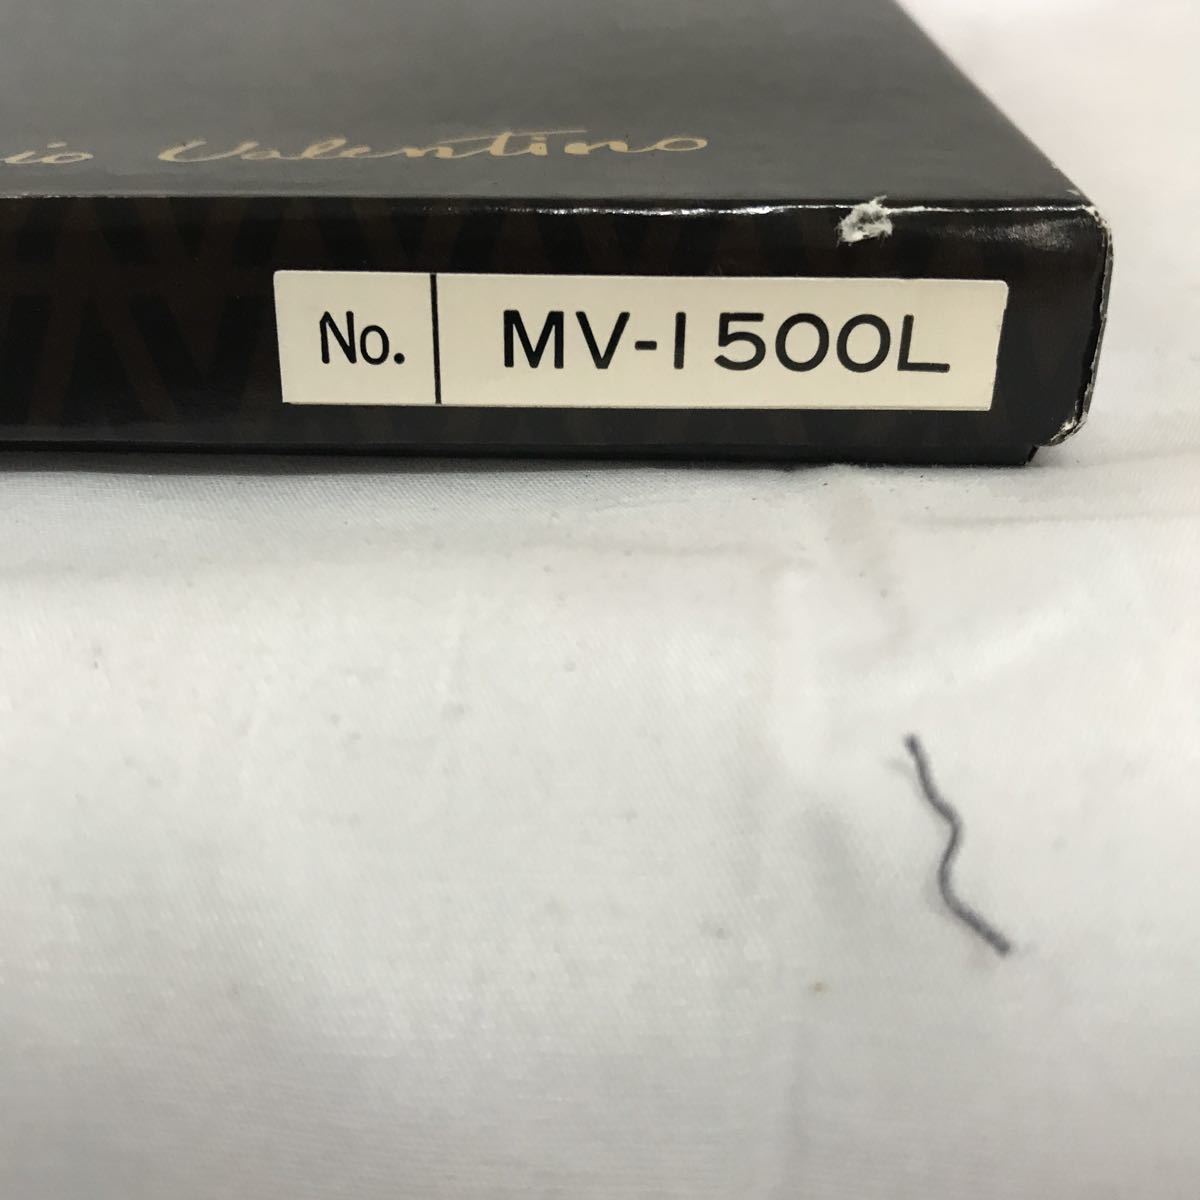 io Valentino
No. MV-1500L